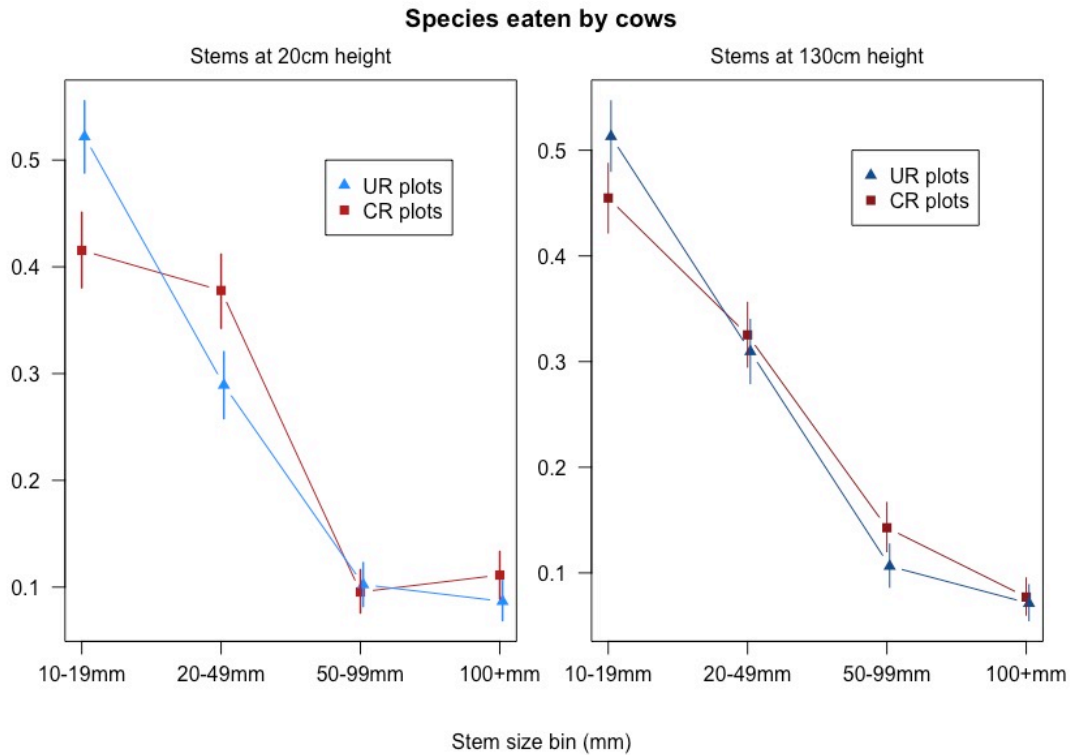 Species eaten by cows
Stems at 20cm height
0.5
0.4
0.3
0.2
0.1
UR plots
CR plots
10-19mm 20-49mm 50-99mm 100+mm
Stems at 130cm height
0.5
0.4
0.3
0.2
0.1
UR plots
CR plots
10-19mm 20-49mm 50-99mm 100+mm
Stem size bin (mm)